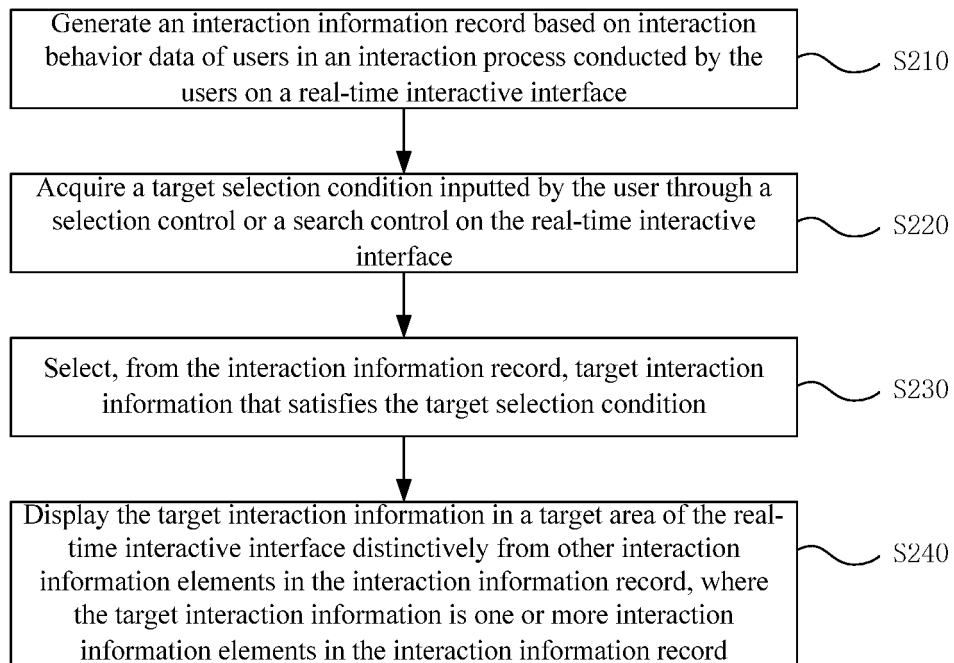 Generate an interaction information record based on interaction
behavior data of users in an interaction process conducted by the
users on a real-time interactive interface
S210
Acquire a target selection condition inputted by the user through a
selection control or a search control on the real-time interactive
interface
S220
Select, from the interaction information record, target interaction
information that satisfies the target selection condition
S230
Display the target interaction information in a target area of the real-
time interactive interface distinctively from other interaction
information elements in the interaction information record, where
the target interaction information is one or more interaction
information elements in the interaction information record
S240